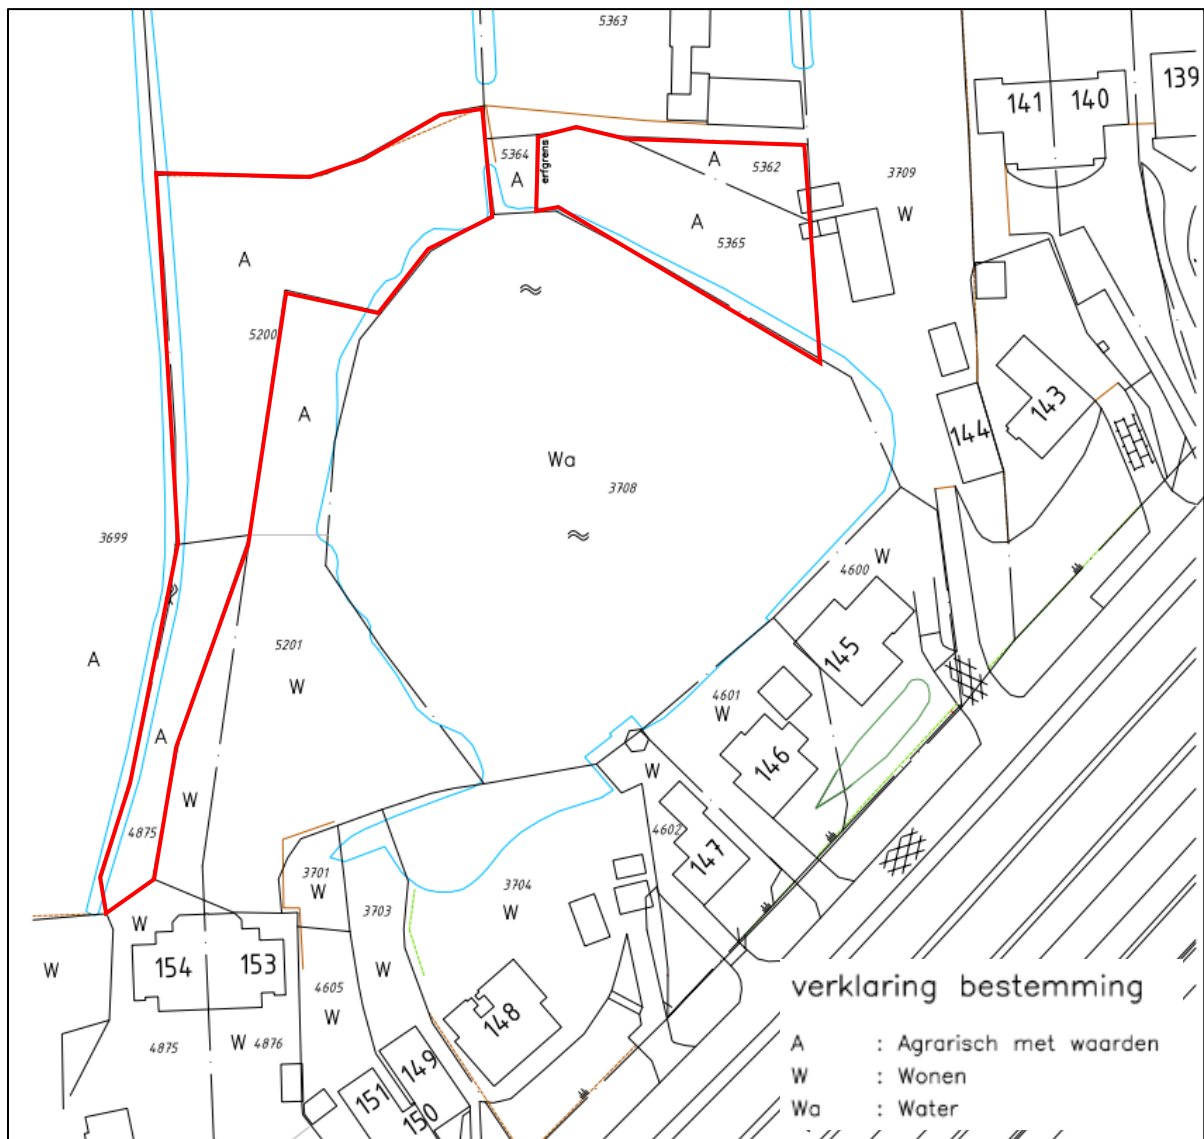 5363
139
141 140
5364
erfgrens
A
5362
3709
A
W
A
5365
A
5200
A
143
144
Wa
3708
3699
W
4600
A
5201
W
145
4601
W
A
146
W
W
4875
4602
147
3701
W
3704
3703
W
W
W
154
153
W
4605
W
148
4875
W 4876
149
151
150
verklaring bestemming
A : Agrarisch met waarden
W : Wonen
Wa : Water